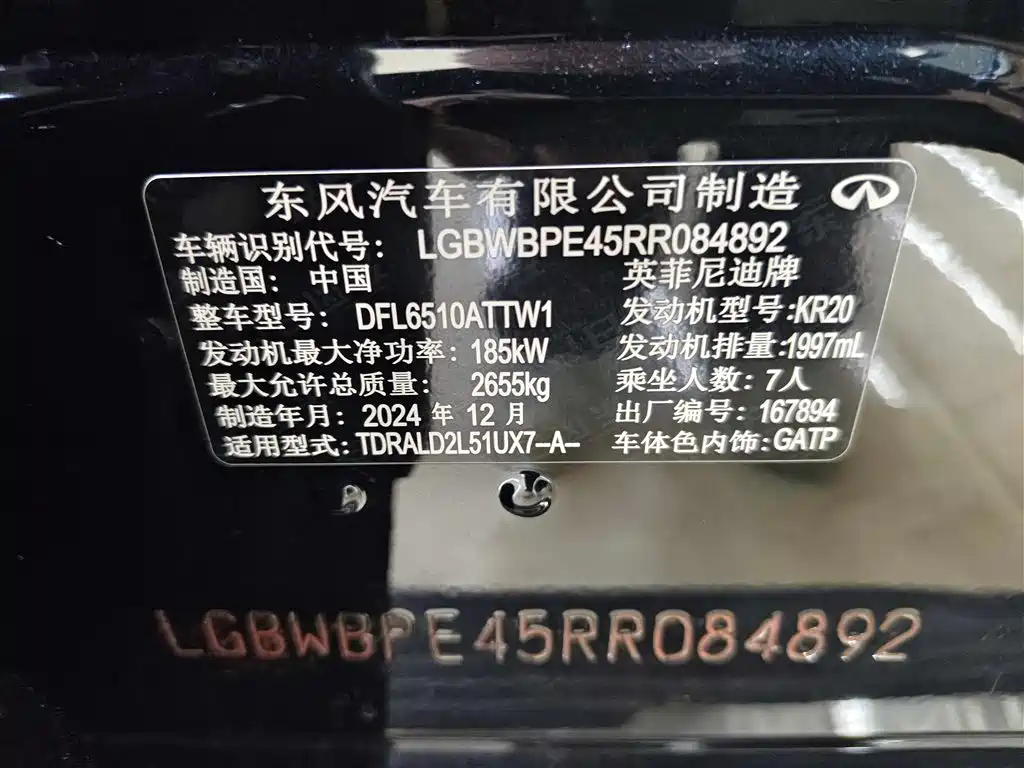 东风汽车有限公司制造
车辆识别代号: LGBWBPE45RR084892
制造国: 中国 英菲尼迪牌
整车型号: DFL6510ATTW1 发动机型号:KR20
发动机最大净功率: 185kW 发动机排量:1997mL
最大允许总质量: 2655kg 乘坐人数: 7人
制造年月: 2024 年 12 月 出厂编号: 167894
适用型式: TDRALD2L51UX7-A- 车体色内饰:GATP
LGBWBPE45RR084892